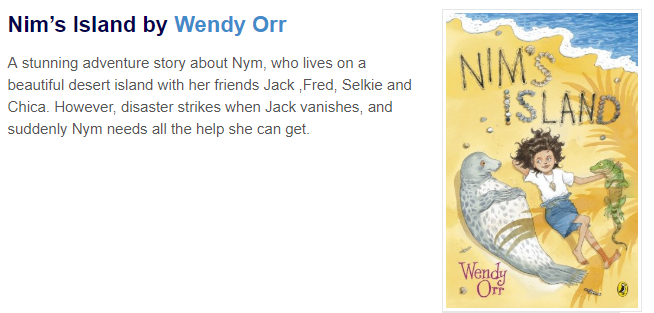 Nim’s Island by Wendy Orr
A stunning adventure story about Nym, who lives on a
beautiful desert island with her friends Jack ,Fred, Selkie and
Chica. However, disaster strikes when Jack vanishes, and
suddenly Nym needs all the help she can get.
NIM'S
ISLAND
Wendy
Orr